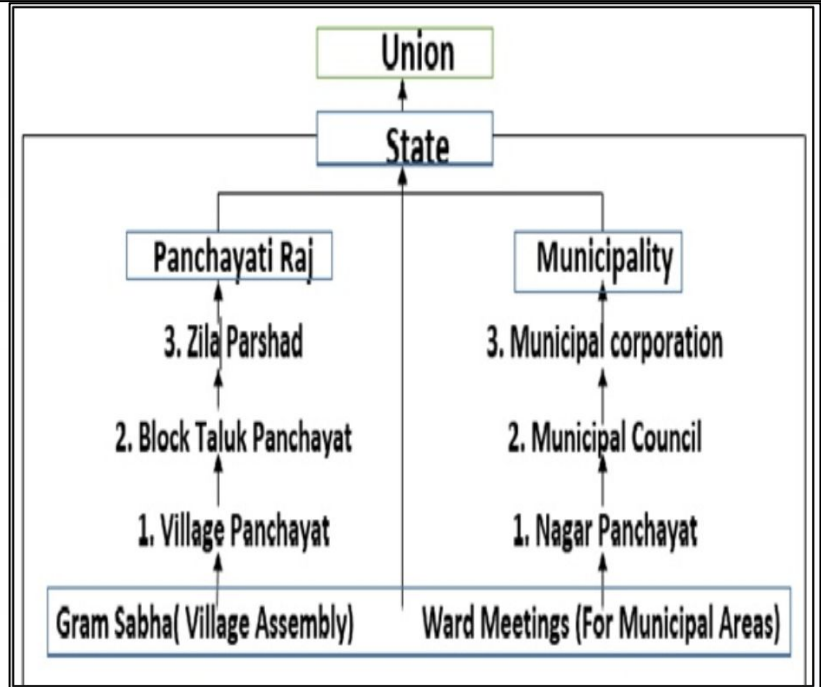 Union
State
Panchayati Raj
Municipality
3. Zila Parshad
3. Municipal corporation
2. Block Taluk Panchayat
2. Municipal Council
1. Village Panchayat
1. Nagar Panchayat
Gram Sabha( Village Assembly)
Ward Meetings (For Municipal Areas)